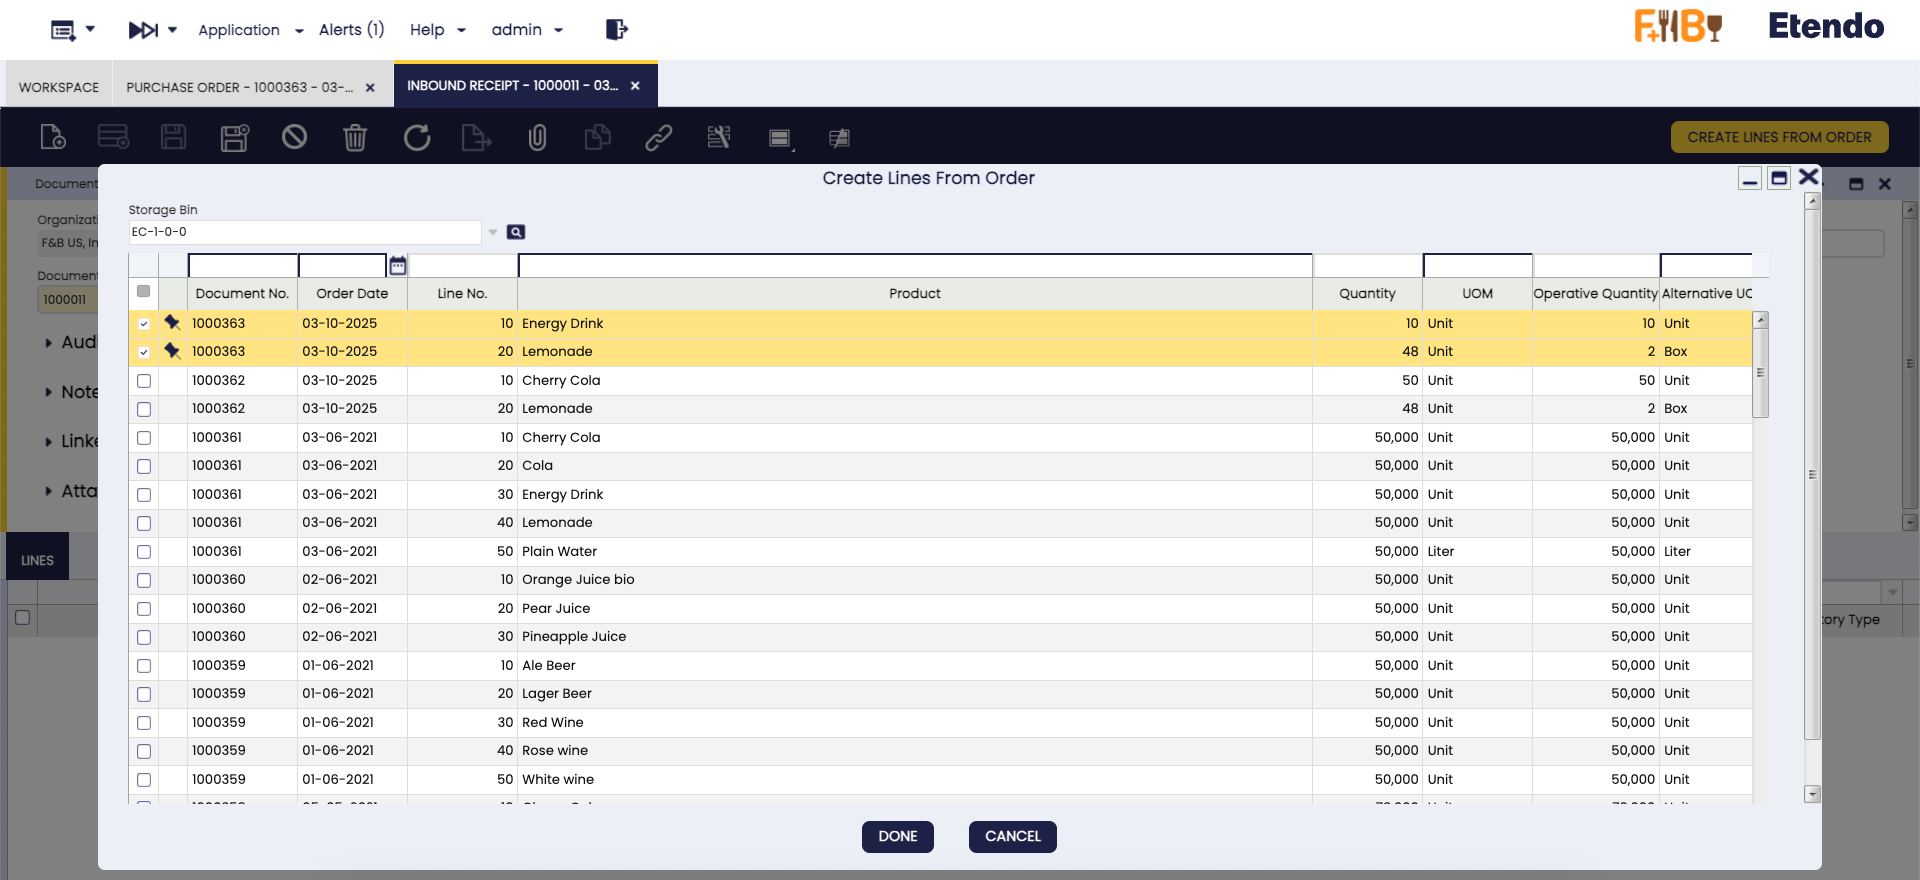 Application
Alerts (1)
Help
admin
F+B
Etendo
WORKSPACE
PURCHASE ORDER - 1000363 - 03-...
INBOUND RECEIPT - 1000011 - 03...
CREATE LINES FROM ORDER
Document
Create Lines From Order
Storage Bin
EC-1-0-0
Organizati
F&B US, In
Document
1000011
Audi
Note
Linke
Atta
LINES
tory Type
Document No. Order Date Line No. Product Quantity UOM Operative Quantity Alternative UO
1000363 03-10-2025 10 Energy Drink 10 Unit 10 Unit
1000363 03-10-2025 20 Lemonade 48 Unit 2 Box
1000362 03-10-2025 10 Cherry Cola 50 Unit 50 Unit
1000362 03-10-2025 20 Lemonade 48 Unit 2 Box
1000361 03-06-2021 10 Cherry Cola 50,000 Unit 50,000 Unit
1000361 03-06-2021 20 Cola 50,000 Unit 50,000 Unit
1000361 03-06-2021 30 Energy Drink 50,000 Unit 50,000 Unit
1000361 03-06-2021 40 Lemonade 50,000 Unit 50,000 Unit
1000361 03-06-2021 50 Plain Water 50,000 Liter 50,000 Liter
1000360 02-06-2021 10 Orange Juice bio 50,000 Unit 50,000 Unit
1000360 02-06-2021 20 Pear Juice 50,000 Unit 50,000 Unit
1000360 02-06-2021 30 Pineapple Juice 50,000 Unit 50,000 Unit
1000359 01-06-2021 10 Ale Beer 50,000 Unit 50,000 Unit
1000359 01-06-2021 20 Lager Beer 50,000 Unit 50,000 Unit
1000359 01-06-2021 30 Red Wine 50,000 Unit 50,000 Unit
1000359 01-06-2021 40 Rose wine 50,000 Unit 50,000 Unit
1000359 01-06-2021 50 White wine 50,000 Unit 50,000 Unit
DONE
CANCEL